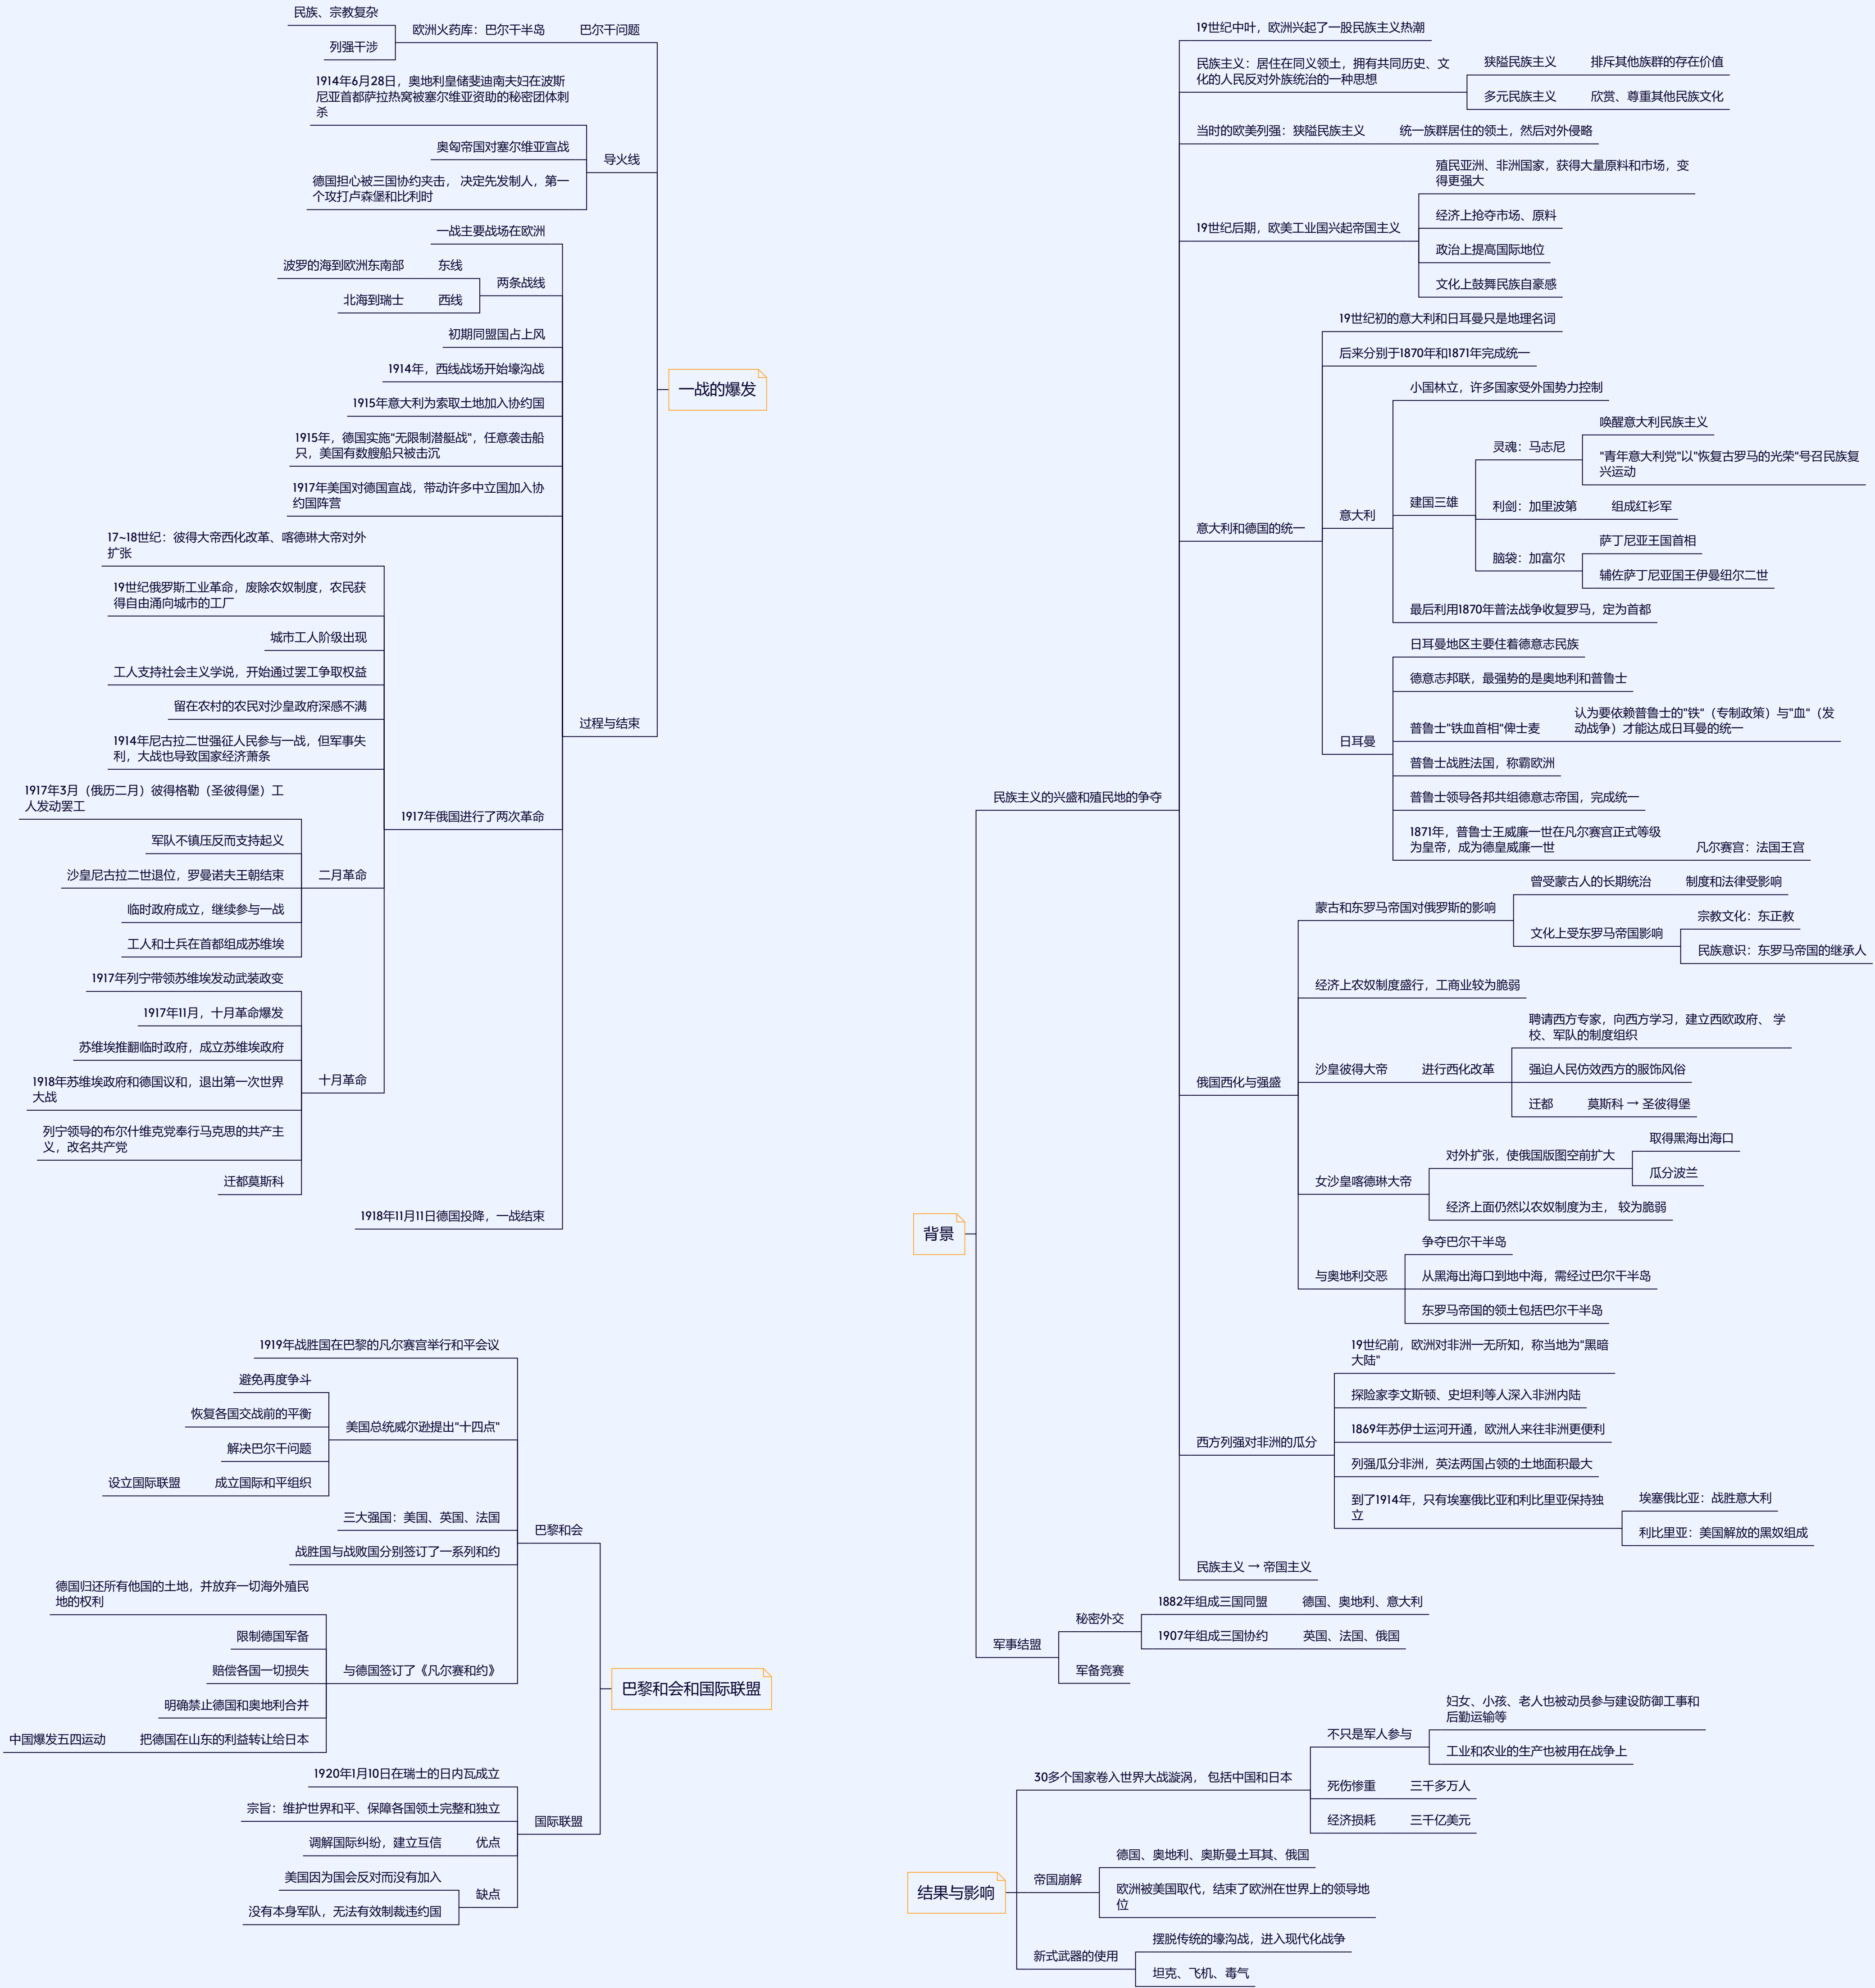 民族、宗教复杂
列强干涉
欧洲火药库：巴尔干半岛
巴尔干问题
1914年6月28日，奥地利皇储斐迪南夫妇在波斯
尼亚首都萨拉热窝被塞尔维亚资助的秘密团体刺
杀
奥匈帝国对塞尔维亚宣战
德国担心被三国协约夹击， 决定先发制人，第一
个攻打卢森堡和比利时
导火线
一战主要战场在欧洲
波罗的海到欧洲东南部
东线
北海到瑞士
西线
两条战线
初期同盟国占上风
1914年，西线战场开始壕沟战
1915年意大利为索取土地加入协约国
1915年，德国实施"无限制潜艇战"，任意袭击船
只，美国有数艘船只被击沉
1917年美国对德国宣战，带动许多中立国加入协
约国阵营
17~18世纪：彼得大帝西化改革、喀德琳大帝对外
扩张
19世纪俄罗斯工业革命，废除农奴制度，农民获
得自由涌向城市的工厂
城市工人阶级出现
工人支持社会主义学说，开始通过罢工争取权益
留在农村的农民对沙皇政府深感不满
1914年尼古拉二世强征人民参与一战，但军事失
利，大战也导致国家经济萧条
1917年3月（俄历二月）彼得格勒（圣彼得堡）工
人发动罢工
军队不镇压反而支持起义
沙皇尼古拉二世退位，罗曼诺夫王朝结束
临时政府成立，继续参与一战
工人和士兵在首都组成苏维埃
二月革命
1917年列宁带领苏维埃发动武装政变
1917年11月，十月革命爆发
苏维埃推翻临时政府，成立苏维埃政府
1918年苏维埃政府和德国议和，退出第一次世界
大战
列宁领导的布尔什维克党奉行马克思的共产主
义，改名共产党
迁都莫斯科
十月革命
1917年俄国进行了两次革命
1918年11月11日德国投降，一战结束
过程与结束
一战的爆发
1919年战胜国在巴黎的凡尔赛宫举行和平会议
避免再度争斗
恢复各国交战前的平衡
解决巴尔干问题
设立国际联盟
成立国际和平组织
美国总统威尔逊提出"十四点"
三大强国：美国、英国、法国
战胜国与战败国分别签订了一系列和约
德国归还所有他国的土地，并放弃一切海外殖民
地的权利
限制德国军备
赔偿各国一切损失
明确禁止德国和奥地利合并
中国爆发五四运动
把德国在山东的利益转让给日本
与德国签订了《凡尔赛和约》
巴黎和会
1920年1月10日在瑞士的日内瓦成立
宗旨：维护世界和平、保障各国领土完整和独立
调解国际纠纷，建立互信
优点
美国因为国会反对而没有加入
没有本身军队，无法有效制裁违约国
缺点
国际联盟
巴黎和会和国际联盟
背景
民族主义的兴盛和殖民地的争夺
19世纪中叶，欧洲兴起了一股民族主义热潮
民族主义：居住在同义领土，拥有共同历史、文
化的人民反对外族统治的一种思想
狭隘民族主义
排斥其他族群的存在价值
多元民族主义
欣赏、尊重其他民族文化
当时的欧美列强：狭隘民族主义
统一族群居住的领土，然后对外侵略
19世纪后期，欧美工业国兴起帝国主义
殖民亚洲、非洲国家，获得大量原料和市场，变
得更强大
经济上抢夺市场、原料
政治上提高国际地位
文化上鼓舞民族自豪感
意大利和德国的统一
19世纪初的意大利和日耳曼只是地理名词
后来分别于1870年和1871年完成统一
意大利
小国林立，许多国家受外国势力控制
建国三雄
灵魂：马志尼
唤醒意大利民族主义
"青年意大利党"以"恢复古罗马的光荣"号召民族复
兴运动
利剑：加里波第
组成红衫军
脑袋：加富尔
萨丁尼亚王国首相
辅佐萨丁尼亚国王伊曼纽尔二世
最后利用1870年普法战争收复罗马，定为首都
日耳曼
日耳曼地区主要住着德意志民族
德意志邦联，最强势的是奥地利和普鲁士
普鲁士"铁血首相"俾士麦
认为要依赖普鲁士的"铁"（专制政策）与"血"（发
动战争）才能达成日耳曼的统一
普鲁士战胜法国，称霸欧洲
普鲁士领导各邦共组德意志帝国，完成统一
1871年，普鲁士王威廉一世在凡尔赛宫正式等级
为皇帝，成为德皇威廉一世
凡尔赛宫：法国王宫
俄国西化与强盛
蒙古和东罗马帝国对俄罗斯的影响
曾受蒙古人的长期统治
制度和法律受影响
文化上受东罗马帝国影响
宗教文化：东正教
民族意识：东罗马帝国的继承人
经济上农奴制度盛行，工商业较为脆弱
沙皇彼得大帝
进行西化改革
聘请西方专家，向西方学习，建立西欧政府、 学
校、军队的制度组织
强迫人民仿效西方的服饰风俗
迁都
莫斯科 → 圣彼得堡
女沙皇喀德琳大帝
对外扩张，使俄国版图空前扩大
取得黑海出海口
瓜分波兰
经济上面仍然以农奴制度为主， 较为脆弱
与奥地利交恶
争夺巴尔干半岛
从黑海出海口到地中海，需经过巴尔干半岛
东罗马帝国的领土包括巴尔干半岛
西方列强对非洲的瓜分
19世纪前，欧洲对非洲一无所知，称当地为"黑暗
大陆"
探险家李文斯顿、史坦利等人深入非洲内陆
1869年苏伊士运河开通，欧洲人来往非洲更便利
列强瓜分非洲，英法两国占领的土地面积最大
到了1914年，只有埃塞俄比亚和利比里亚保持独
立
埃塞俄比亚：战胜意大利
利比里亚：美国解放的黑奴组成
民族主义 → 帝国主义
军事结盟
秘密外交
1882年组成三国同盟
德国、奥地利、意大利
1907年组成三国协约
英国、法国、俄国
军备竞赛
结果与影响
30多个国家卷入世界大战漩涡， 包括中国和日本
不只是军人参与
妇女、小孩、老人也被动员参与建设防御工事和
后勤运输等
工业和农业的生产也被用在战争上
死伤惨重
三千多万人
经济损耗
三千亿美元
帝国崩解
德国、奥地利、奥斯曼土耳其、俄国
欧洲被美国取代，结束了欧洲在世界上的领导地
位
新式武器的使用
摆脱传统的壕沟战，进入现代化战争
坦克、飞机、毒气